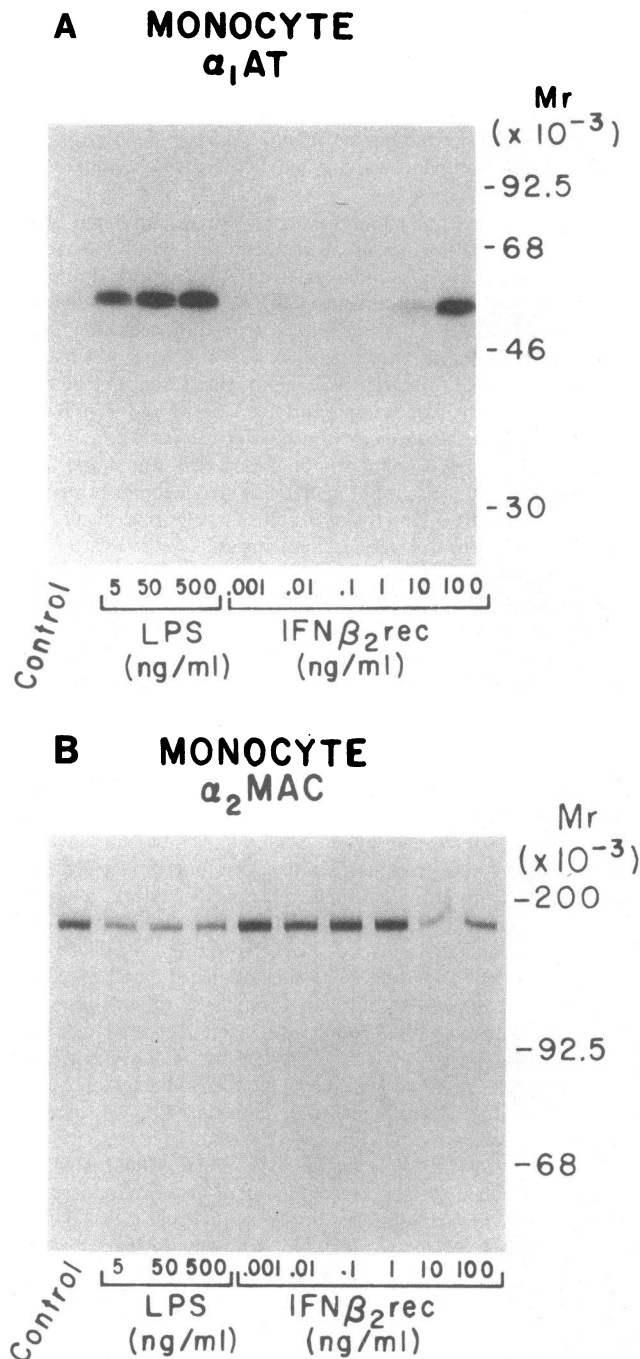 A MONOCYTE
α₁AT
Mr
(x 10⁻³)
-92.5
-68
-46
-30
Control 5 50 500 .001 .01 .1 1 10 100
LPS IFNβ₂rec
(ng/ml) (ng/ml)
B MONOCYTE
α₂MAC
Mr
(x10⁻³)
-200
-92.5
-68
Control 5 50 500 .001 .01 .1 1 10 100
LPS IFNβ₂rec
(ng/ml) (ng/ml)